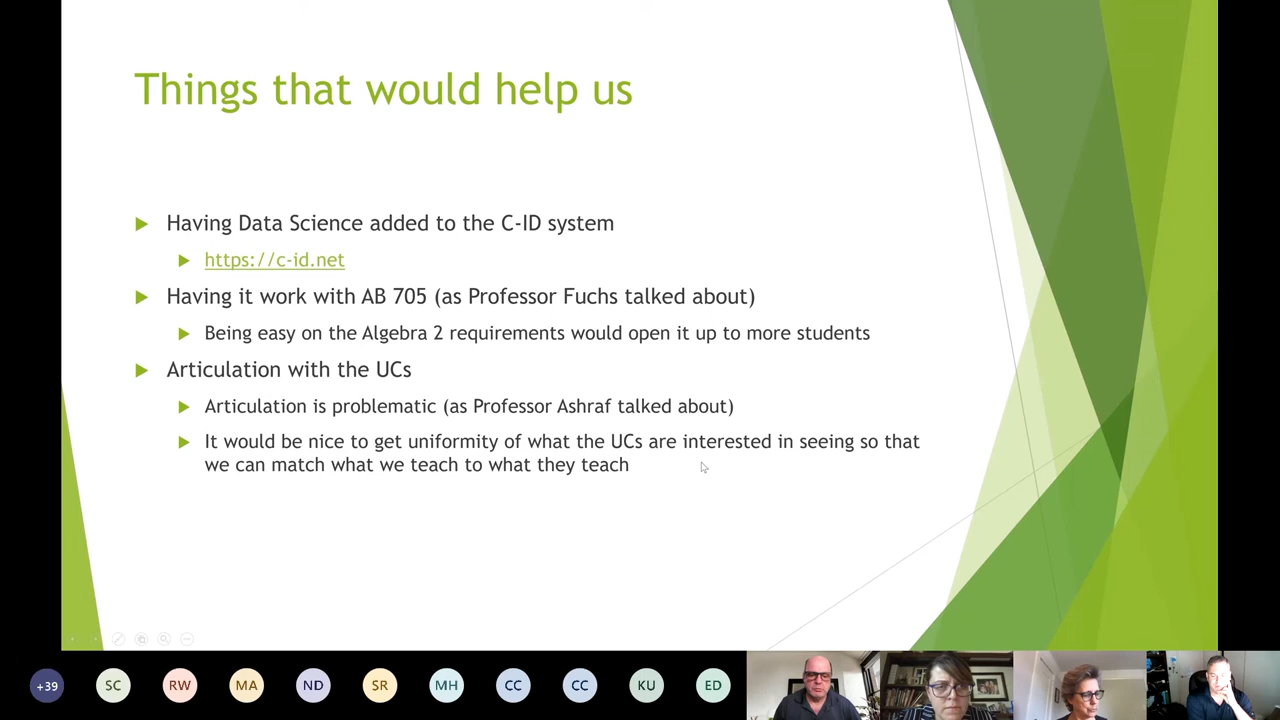 Things that would help us
Having Data Science added to the C-ID system
https://c-id.net
Having it work with AB 705 (as Professor Fuchs talked about)
Being easy on the Algebra 2 requirements would open it up to more students
Articulation with the UCs
Articulation is problematic (as Professor Ashraf talked about)
It would be nice to get uniformity of what the UCs are interested in seeing so that
we can match what we teach to what they teach
+39 SC RW MA ND SR MH CC CC KU ED